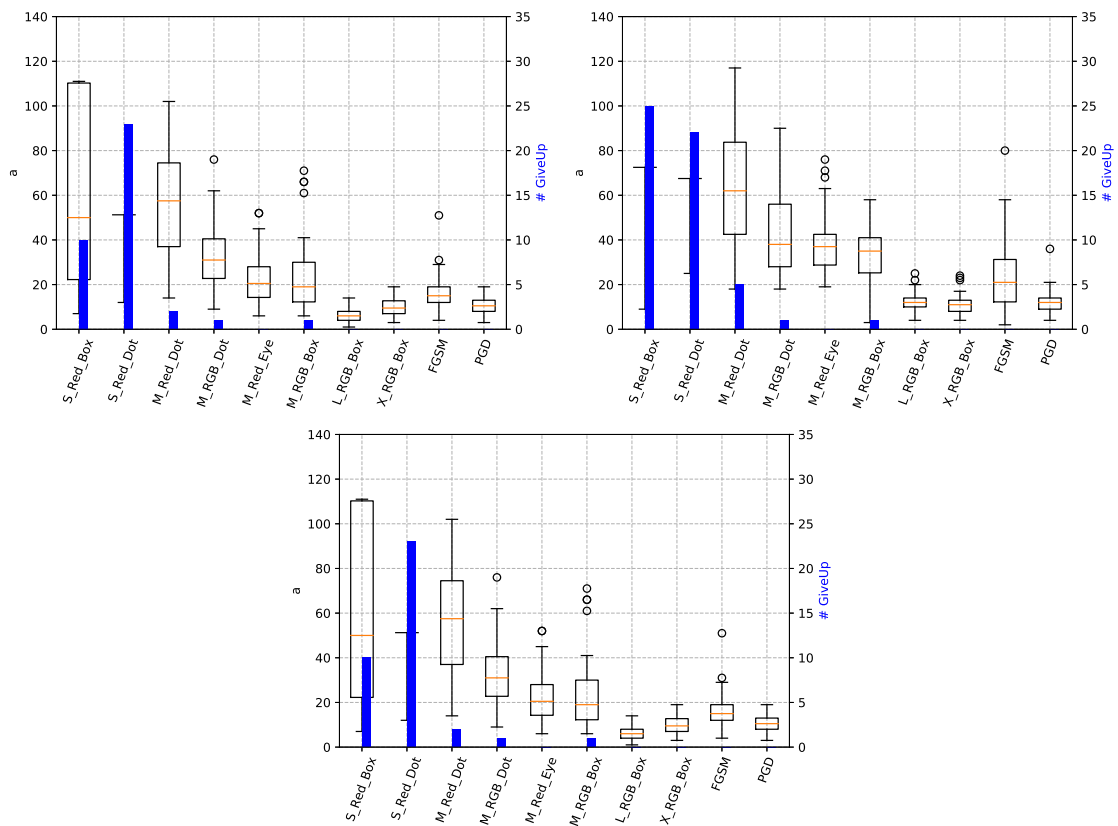 140
120
100
80
60
40
20
0
a
35
30
25
20
15
10
5
0
# GiveUp
S_Red_Box
S_Red_Dot
M_Red_Dot
M_RGB_Dot
M_Red_Eye
M_RGB_Box
L_RGB_Box
X_RGB_Box
FGSM
PGD
140
120
100
80
60
40
20
0
a
35
30
25
20
15
10
5
0
# GiveUp
S_Red_Box
S_Red_Dot
M_Red_Dot
M_RGB_Dot
M_Red_Eye
M_RGB_Box
L_RGB_Box
X_RGB_Box
FGSM
PGD
140
120
100
80
60
40
20
0
a
35
30
25
20
15
10
5
0
# GiveUp
S_Red_Box
S_Red_Dot
M_Red_Dot
M_RGB_Dot
M_Red_Eye
M_RGB_Box
L_RGB_Box
X_RGB_Box
FGSM
PGD